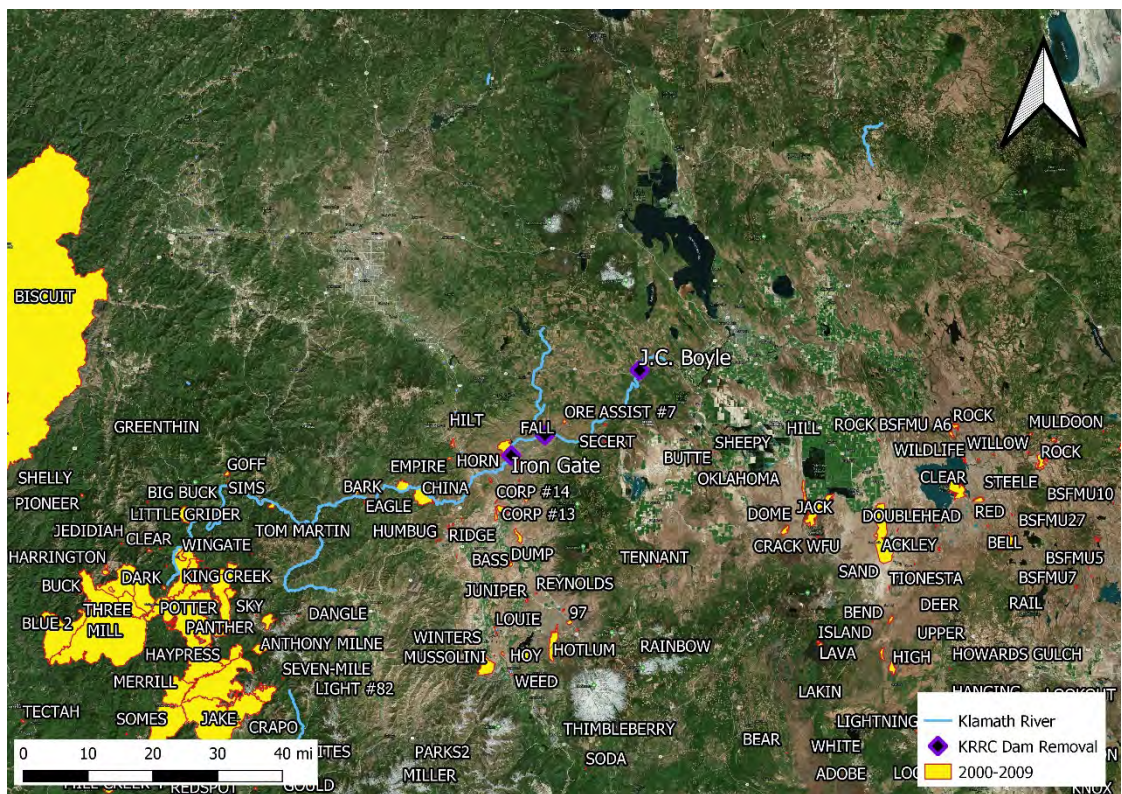 BISCUIT
J.C. Boyle
GREENTHIN
HILT
ORE ASSIST #7
FALL
SECERT
HILL
ROCK
BSFMU A6
ROCK
MULDOON
SHEEPY
WILDLIFE
WILLOW
ROCK
BUTTE
SHELLY
GOFF
EMPIRE
HORN
Iron Gate
OKLAHOMA
CLEAR
STEELE
PIONEER
BIG BUCK
SIMS
BARK
CHINA
CORP #14
BSFMU10
LITTLE GRIDER
EAGLE
CORP #13
DOME
JACK
DOUBLEHEAD
RED
BSFMU27
JEDIDIAH
CLEAR
TOM MARTIN
HUMBUG
RIDGE
WINGATE
CRACK WFU
ACKLEY
BELL
BSFMU5
HARRINGTON
BASS
DUMP
TENNANT
BUCK
DARK
KING CREEK
SAND
TIONESTA
BSFMU7
JUNIPER
REYNOLDS
THREE
POTTER
SKY
DANGLE
97
DEER
RAIL
BLUE 2
MILL
PANTHER
LOUIE
BEND
ANTHONY MILNE
WINTERS
ISLAND
UPPER
HAYPRESS
MUSSOLINI
HOY
HOTLUM
RAINBOW
LAVA
HIGH
HOWARDS GULCH
MERRILL
SEVEN-MILE
WEED
LIGHT #82
LAKIN
TECTAH
SOMES
JAKE
CRAPO
THIMBLEBERRY
LIGHTNING
BEAR
WHITE
PARKS2
SODA
MILLER
ADOBE
0 10 20 30 40 mi
Klamath River
KRRC Dam Removal
2000-2009